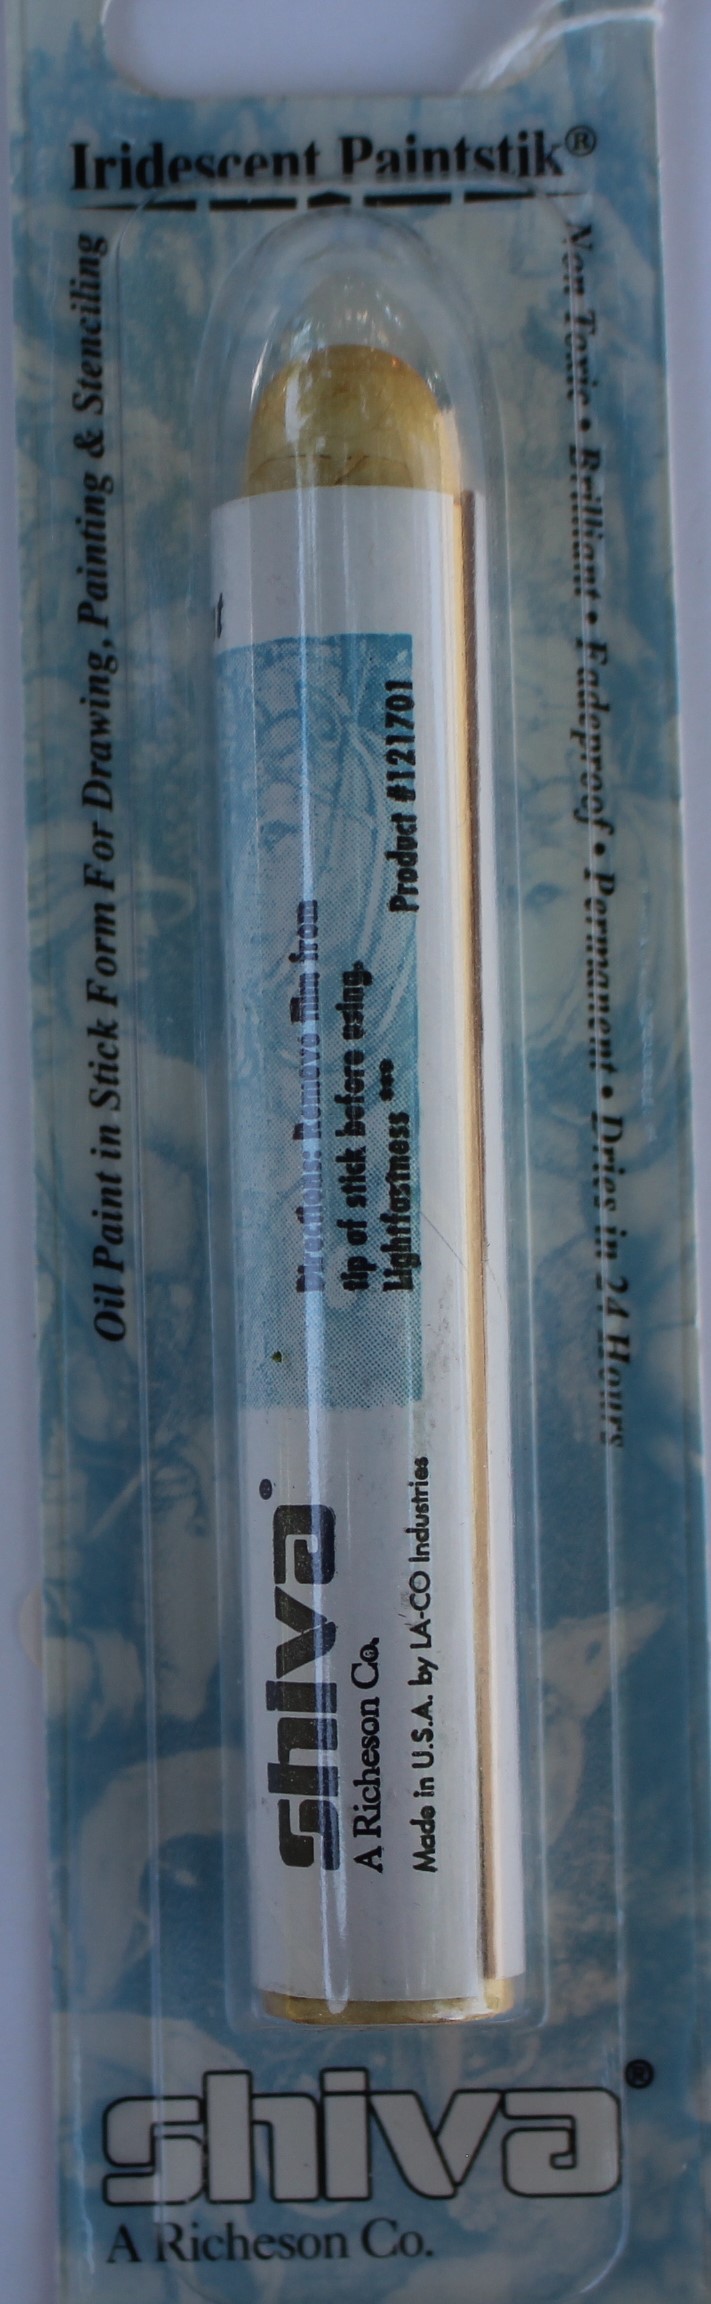 Iridescent Paintstik®
Oil Paint in Stick Form For Drawing, Painting & Stenciling
Non Toxic • Brilliant • Fadeproof • Permanent • Dries in 24 Hours
t
Directions: Remove film from
tip of stick before using.
Lightfastness •••
Product #121701
shiva®
A Richeson Co.
Made in U.S.A. by LA-CO Industries
shiva®
A Richeson Co.